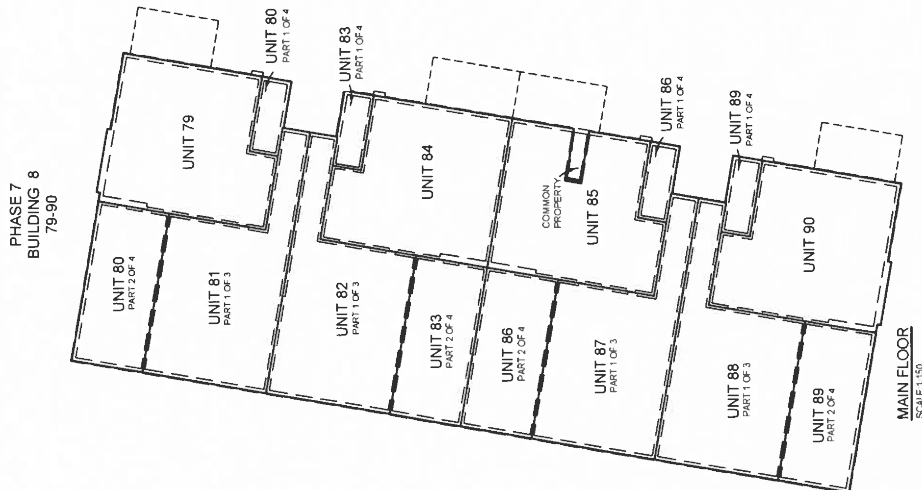 PHASE 7
BUILDING 8
79-90
UNIT 80
PART 1 OF 4
UNIT 83
PART 1 OF 4
UNIT 79
UNIT 80
PART 2 OF 4
UNIT 81
PART 1 OF 3
UNIT 84
UNIT 86
PART 1 OF 4
UNIT 89
PART 1 OF 4
COMMON
PROPERTY
UNIT 85
UNIT 82
PART 1 OF 3
UNIT 83
PART 2 OF 4
UNIT 86
PART 2 OF 4
UNIT 87
PART 1 OF 3
UNIT 90
UNIT 88
PART 1 OF 3
UNIT 89
PART 2 OF 4
MAIN FLOOR
SCALE 1:150